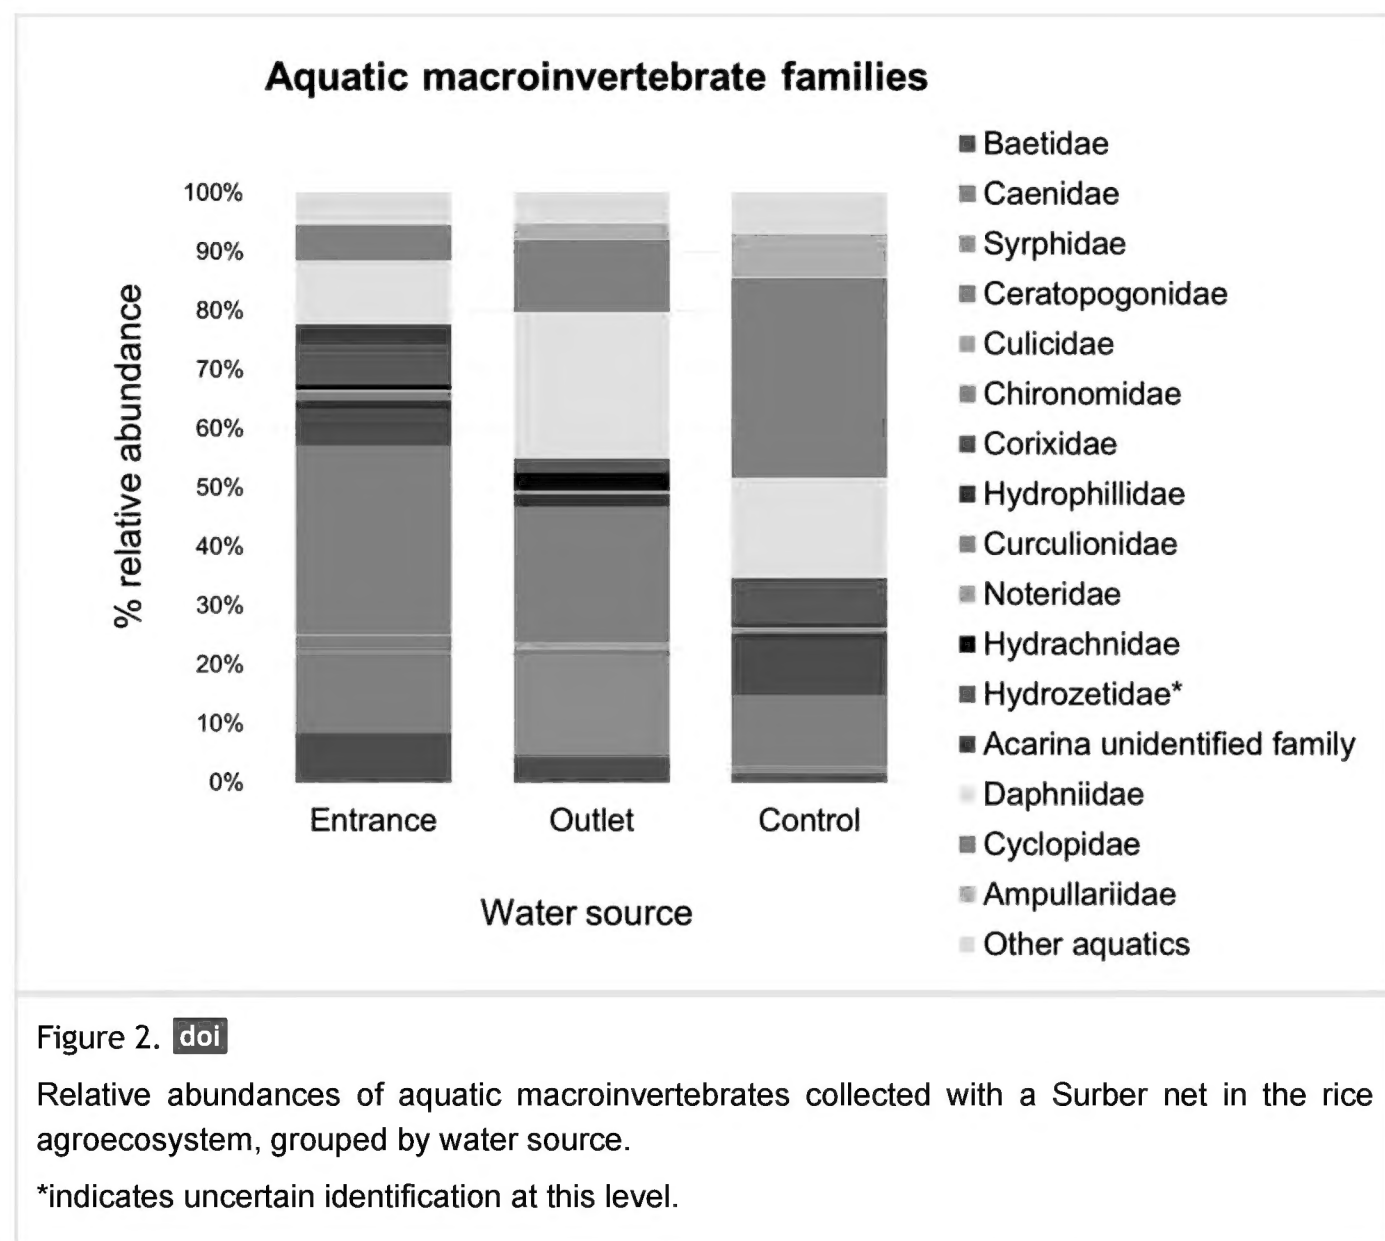 Aquatic macroinvertebrate families
% relative abundance
100%
90%
80%
70%
60%
50%
40%
30%
20%
10%
0%
Entrance
Outlet
Control
Water source
Baetidae
Caenidae
Syrphidae
Ceratopogonidae
Culicidae
Chironomidae
Corixidae
Hydrophillidae
Curculionidae
Noteridae
Hydrachnidae
Hydrozetidae*
Acarina unidentified family
Daphniidae
Cyclopidae
Ampullariidae
Other aquatics
Figure 2. doi
Relative abundances of aquatic macroinvertebrates collected with a Surber net in the rice
agroecosystem, grouped by water source.
*indicates uncertain identification at this level.